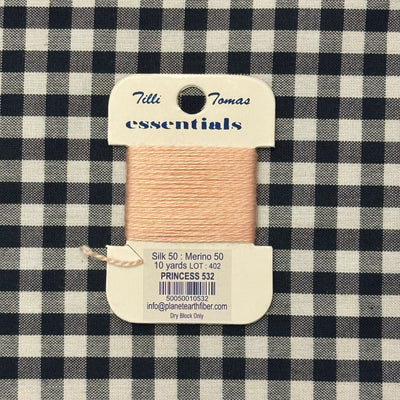 Tilli Tomas
essentials
Silk 50 : Merino 50
10 yards LOT : 402
PRINCESS 532
50050010532
info@planetearthfiber.com
Dry Block Only